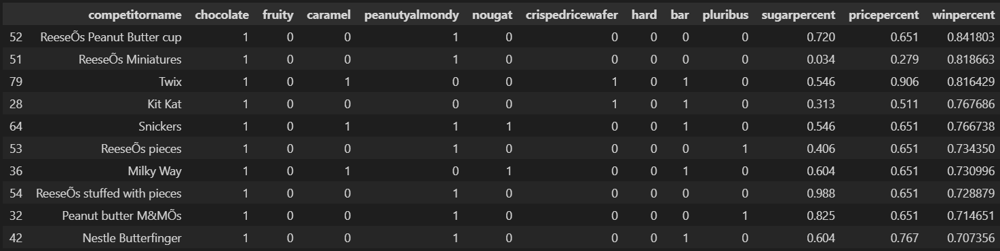 competitorname chocolate fruity caramel peanutyalmondy nougat crispedricewafer hard bar pluribus sugarpercent pricepercent winpercent
52 ReeseÕs Peanut Butter cup 1 0 0 1 0 0 0 0 0 0.720 0.651 0.841803
51 ReeseÕs Miniatures 1 0 0 1 0 0 0 0 0 0.034 0.279 0.818663
79 Twix 1 0 1 0 0 1 0 1 0 0.546 0.906 0.816429
28 Kit Kat 1 0 0 0 0 1 0 1 0 0.313 0.511 0.767686
64 Snickers 1 0 1 1 1 0 0 1 0 0.546 0.651 0.766738
53 ReeseÕs pieces 1 0 0 1 0 0 0 0 1 0.406 0.651 0.734350
36 Milky Way 1 0 1 0 1 0 0 1 0 0.604 0.651 0.730996
54 ReeseÕs stuffed with pieces 1 0 0 1 0 0 0 0 0 0.988 0.651 0.728879
32 Peanut butter M&MÕs 1 0 0 1 0 0 0 0 1 0.825 0.651 0.714651
42 Nestle Butterfinger 1 0 0 1 0 0 0 1 0 0.604 0.767 0.707356